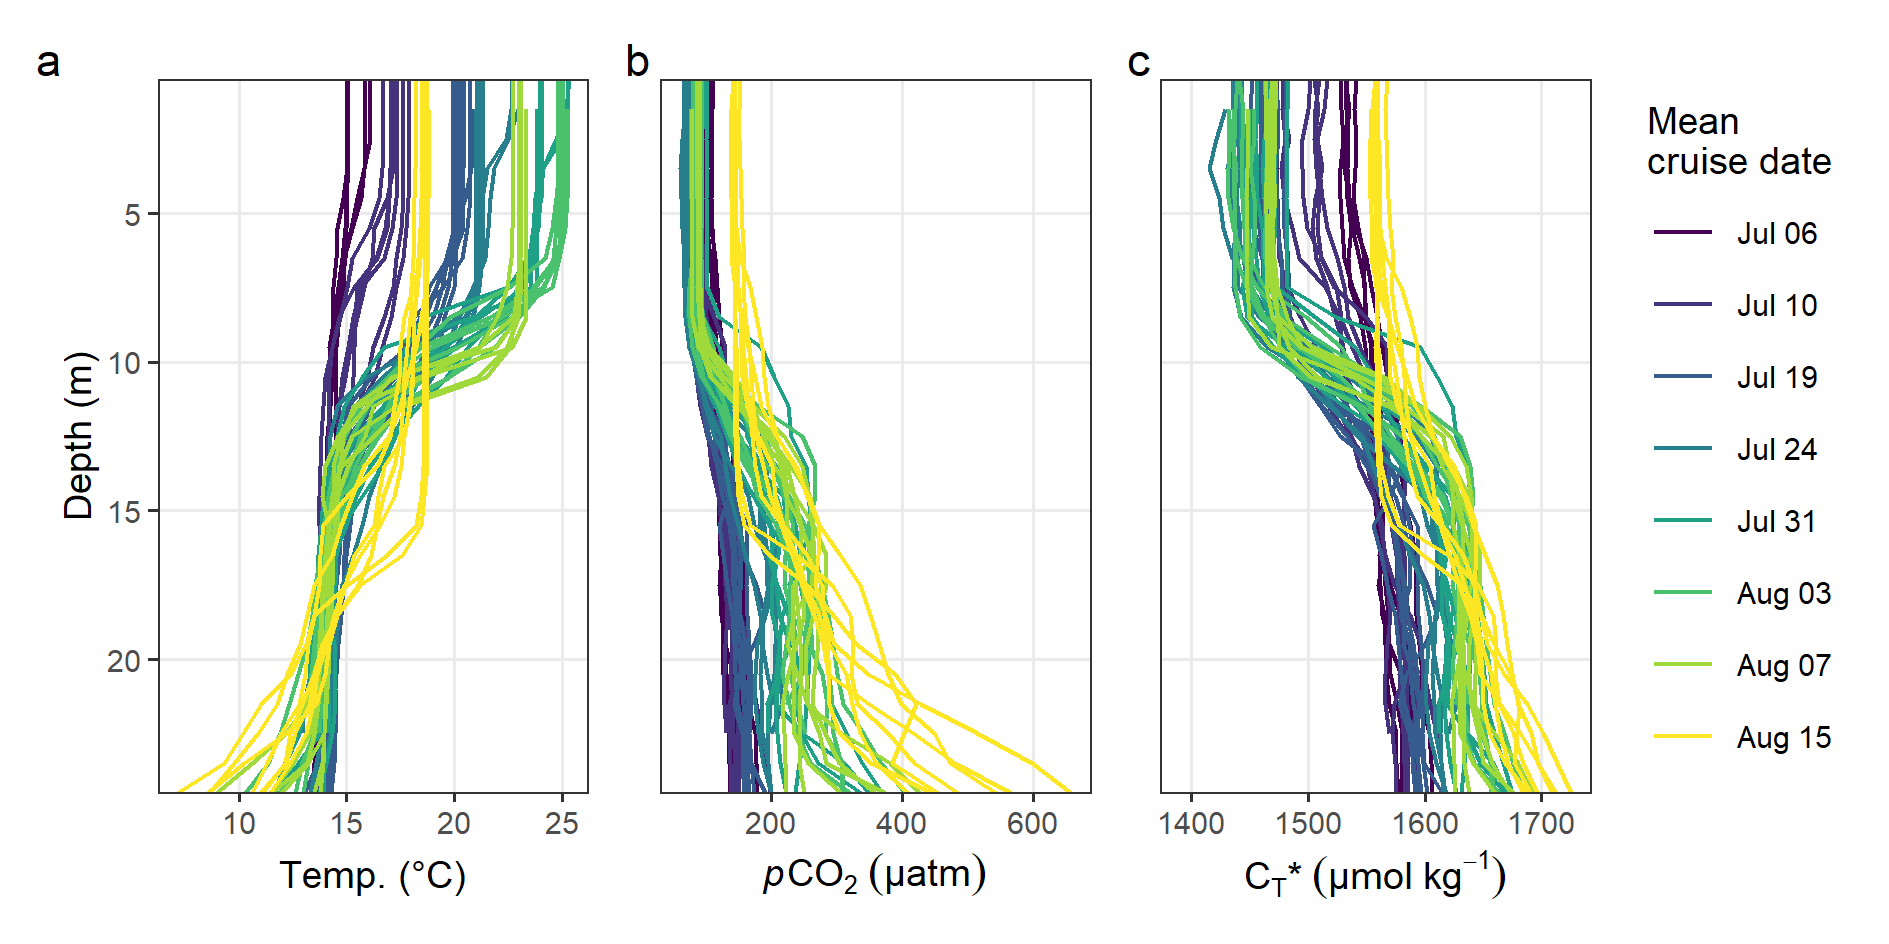 a
b
c
Depth (m)
5
10
15
20
10 15 20 25
Temp. (°C)
200 400 600
pCO₂ (µatm)
1400 1500 1600 1700
C_T* (µmol kg⁻¹)
Mean
cruise date
Jul 06
Jul 10
Jul 19
Jul 24
Jul 31
Aug 03
Aug 07
Aug 15